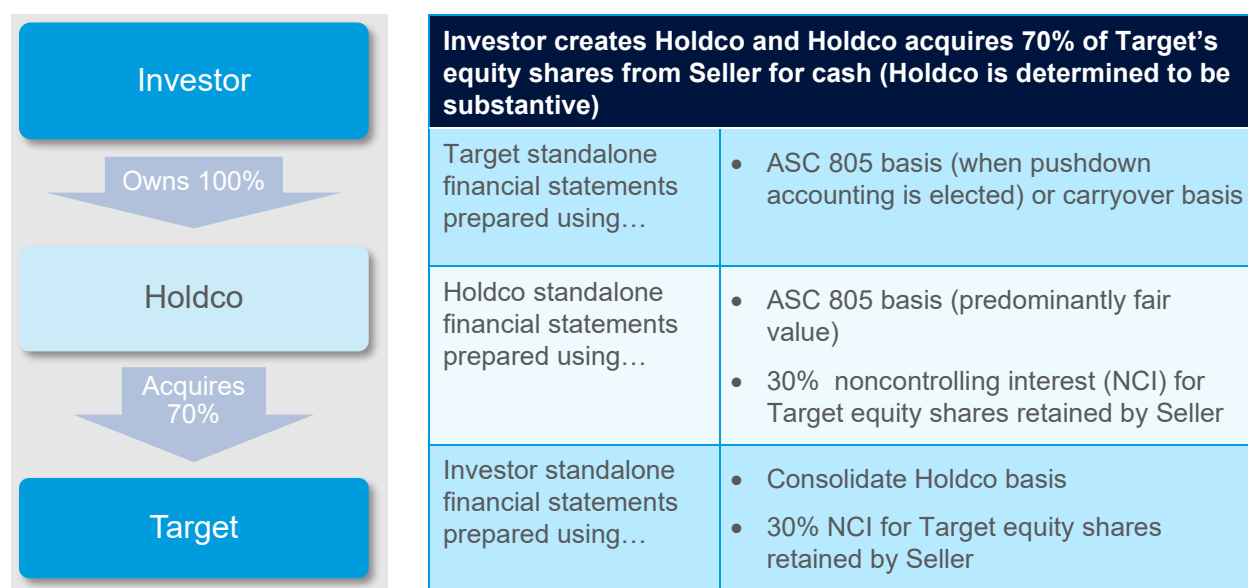 Investor
Owns 100%
Holdco
Acquires
70%
Target
Investor creates Holdco and Holdco acquires 70% of Target’s
equity shares from Seller for cash (Holdco is determined to be
substantive)
Target standalone
financial statements
prepared using…
• ASC 805 basis (when pushdown
accounting is elected) or carryover basis
Holdco standalone
financial statements
prepared using…
• ASC 805 basis (predominantly fair
value)
• 30% noncontrolling interest (NCI) for
Target equity shares retained by Seller
Investor standalone
financial statements
prepared using…
• Consolidate Holdco basis
• 30% NCI for Target equity shares
retained by Seller